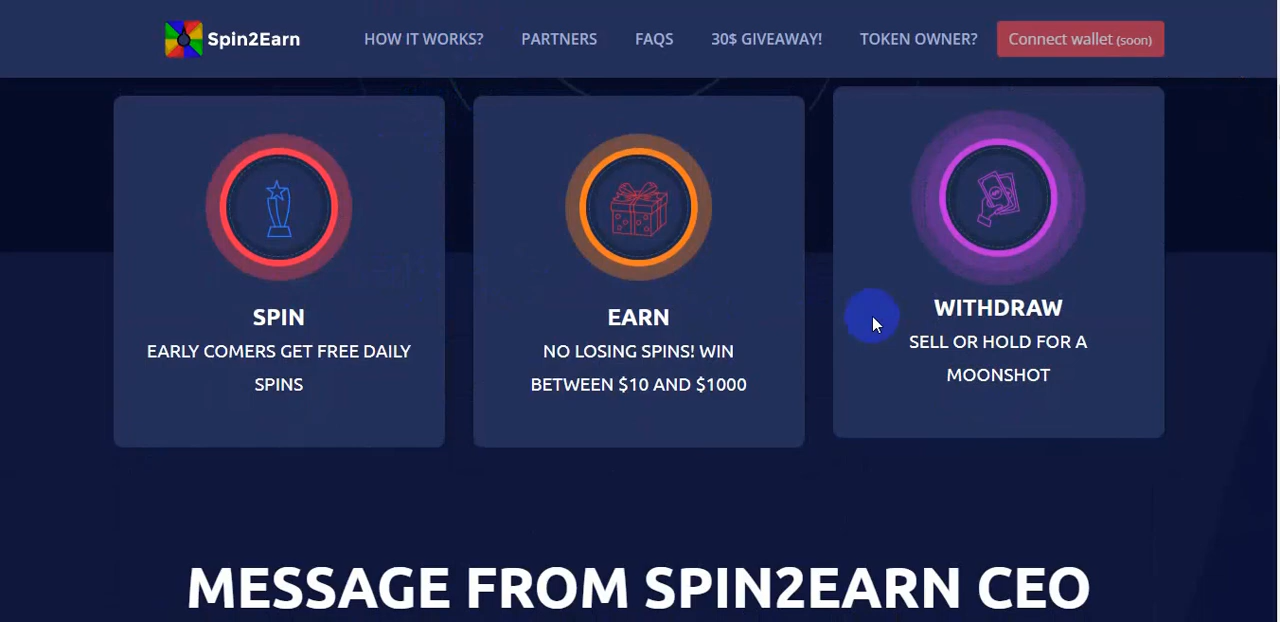 Spin2Earn
HOW IT WORKS?
PARTNERS
FAQS
30$ GIVEAWAY!
TOKEN OWNER?
Connect wallet (soon)
SPIN
EARLY COMERS GET FREE DAILY
SPINS
EARN
NO LOSING SPINS! WIN
BETWEEN $10 AND $1000
WITHDRAW
SELL OR HOLD FOR A
MOONSHOT
MESSAGE FROM SPIN2EARN CEO